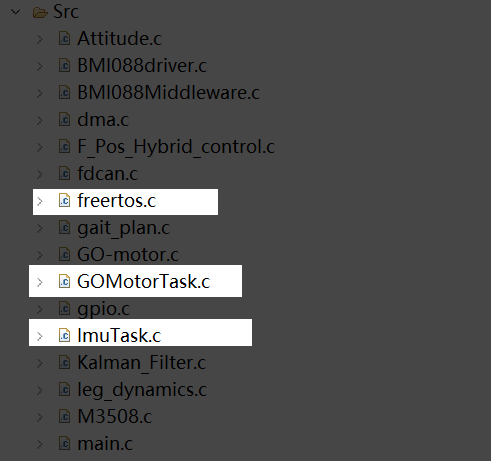 Src
Attitude.c
BMI088driver.c
BMI088Middleware.c
dma.c
F_Pos_Hybrid_control.c
fdcan.c
freertos.c
gait_plan.c
GO-motor.c
GOMotorTask.c
gpio.c
ImuTask.c
Kalman_Filter.c
leg_dynamics.c
M3508.c
main.c